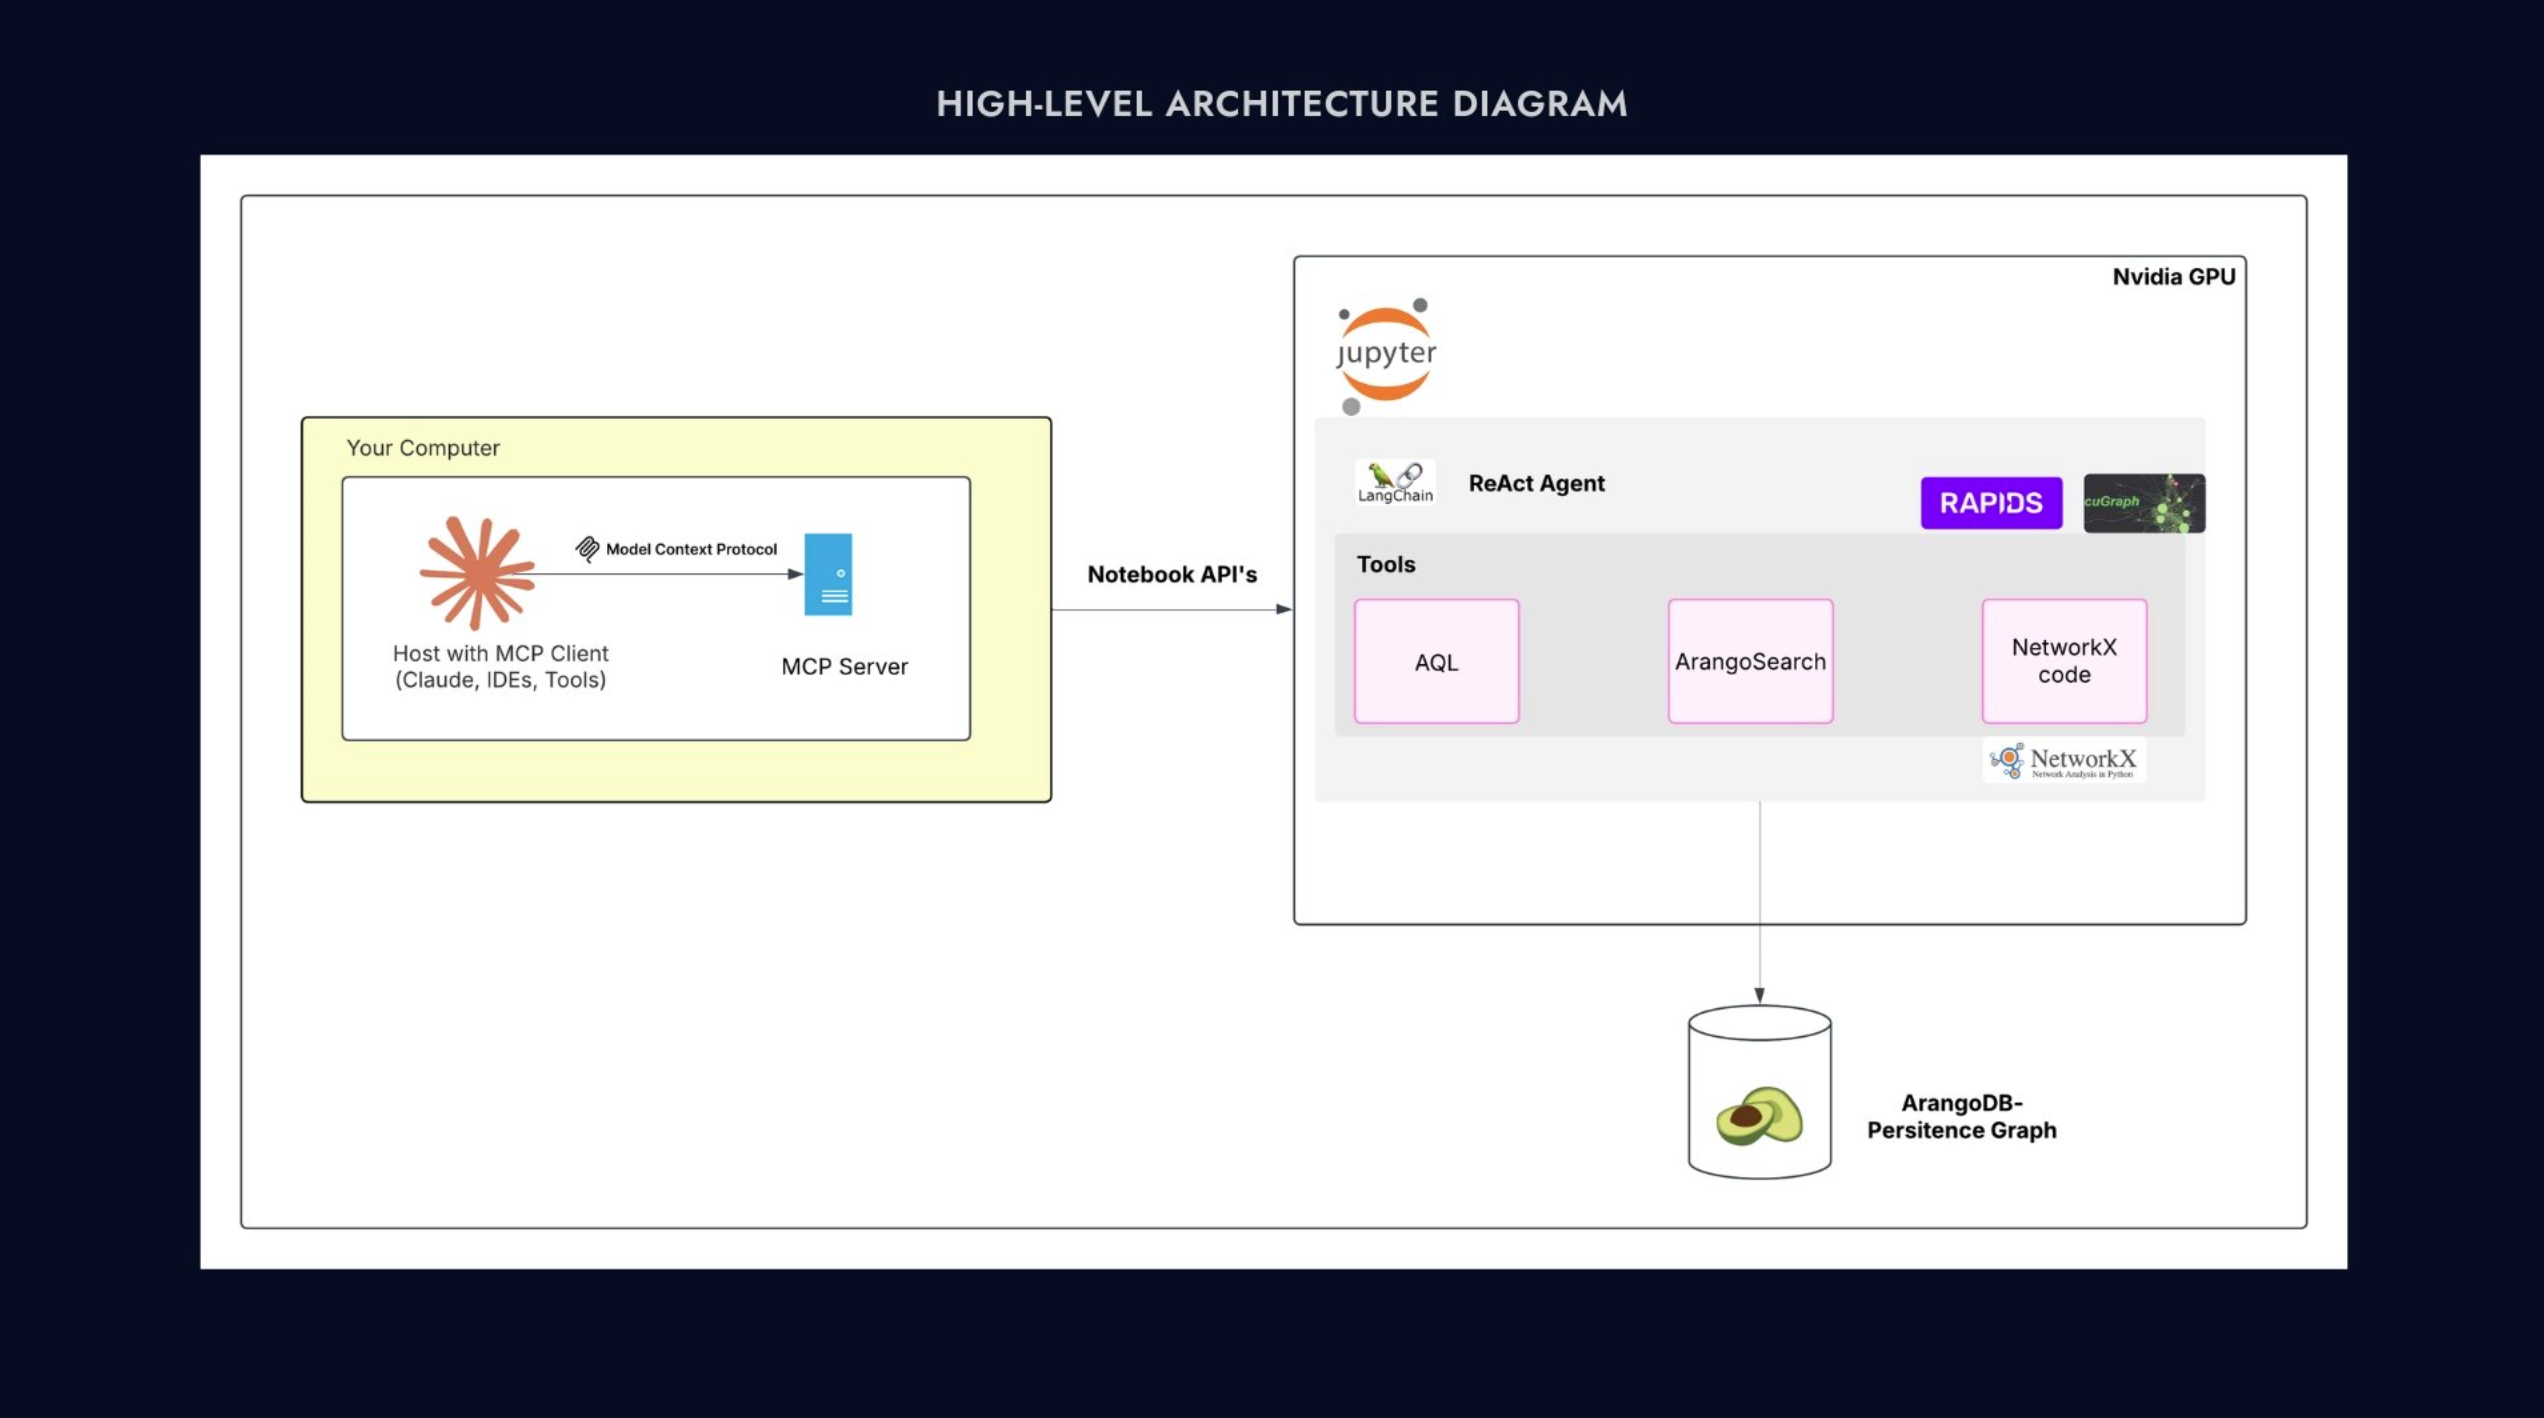 HIGH-LEVEL ARCHITECTURE DIAGRAM
Nvidia GPU
jupyter
Your Computer
Model Context Protocol
Host with MCP Client
(Claude, IDEs, Tools)
MCP Server
Notebook API's
LangChain
ReAct Agent
RAPIDS
cuGraph
Tools
AQL
ArangoSearch
NetworkX
code
NetworkX
Network Analysis in Python
ArangoDB-
Persitence Graph